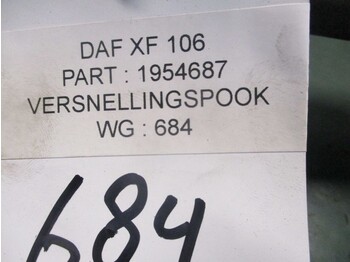 DAF XF 106
PART : 1954687
VERSNELLINGSPOOK
WG : 684
684